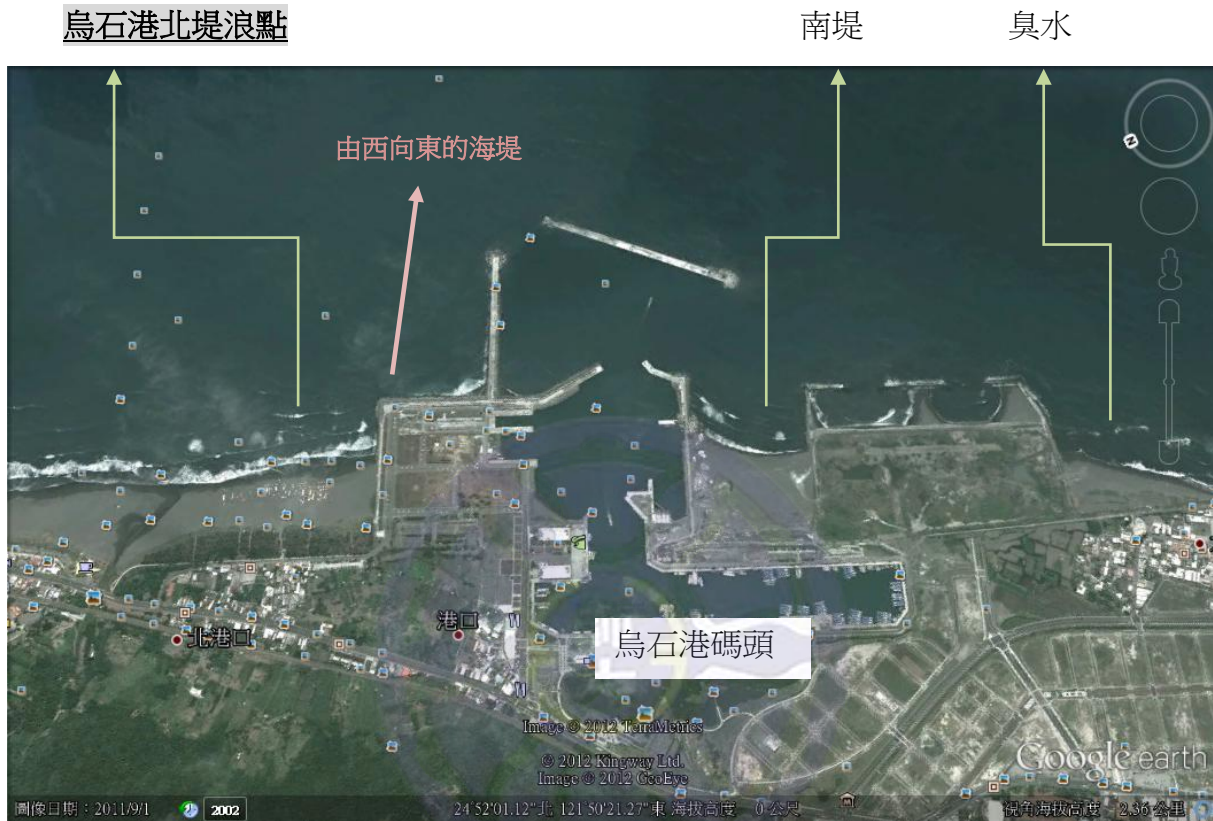 烏石港北堤浪點
南堤
臭水
由西向東的海堤
N
北港口
港口
烏石港碼頭
Image © 2012 TerraMetrics
© 2012 Kingway Ltd.
Image © 2012 GeoEye
Google earth
圖像日期：2011/9/1
2002
24°52'01.12"北 121°50'21.27"東 海拔高度 0 公尺
視角海拔高度 2.36 公里